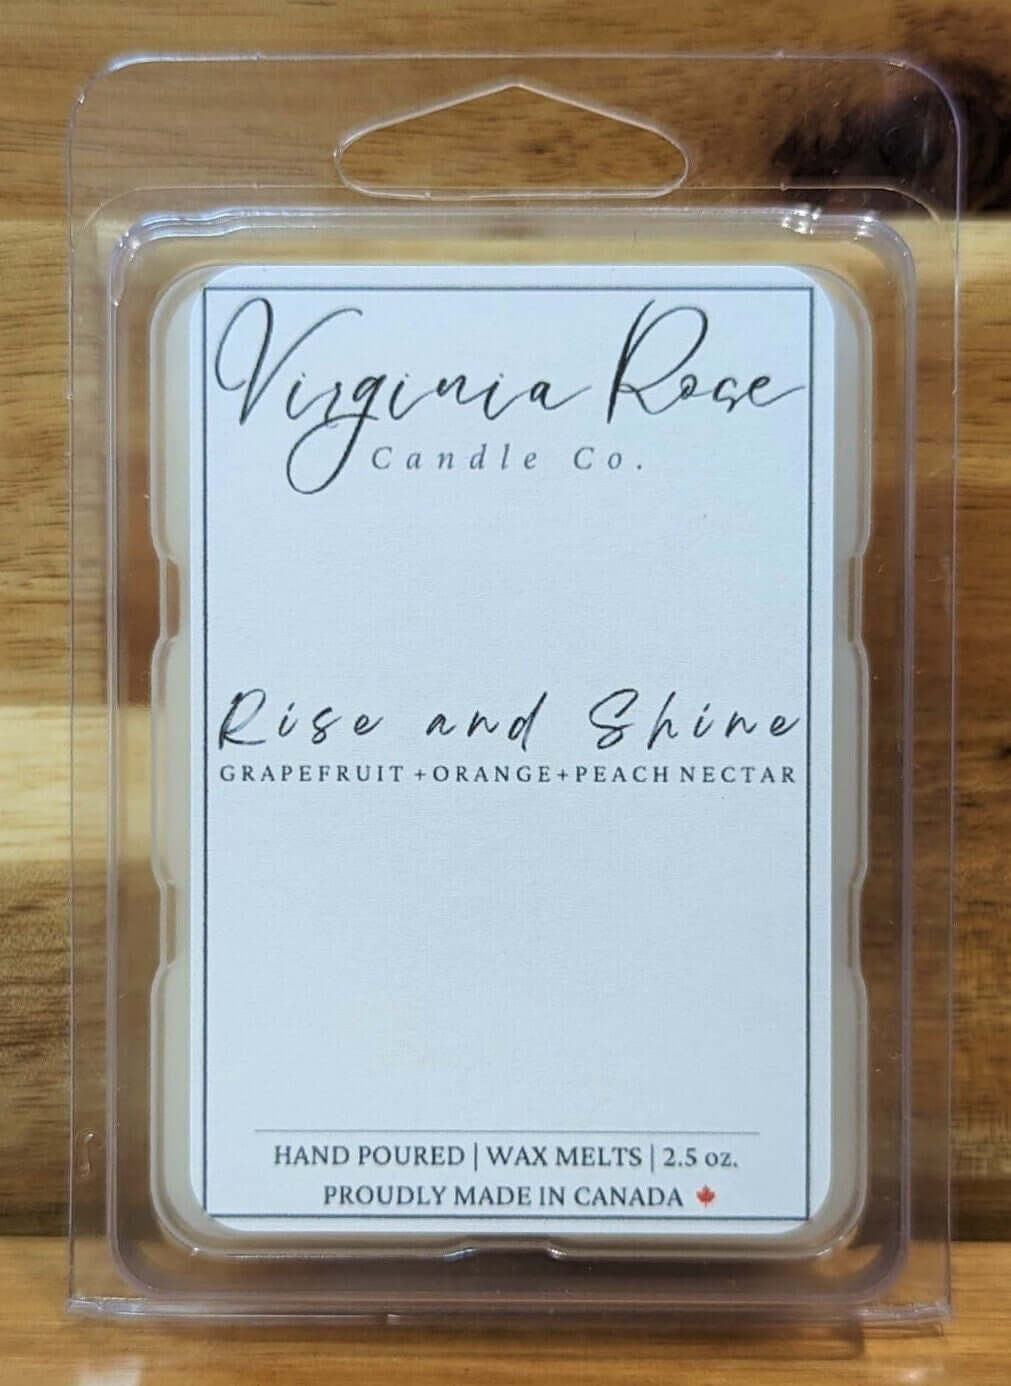 Virginia Rose
Candle Co.
Rise and Shine
GRAPEFRUIT +ORANGE+PEACH NECTAR
HAND POURED | WAX MELTS | 2.5 oz.
PROUDLY MADE IN CANADA